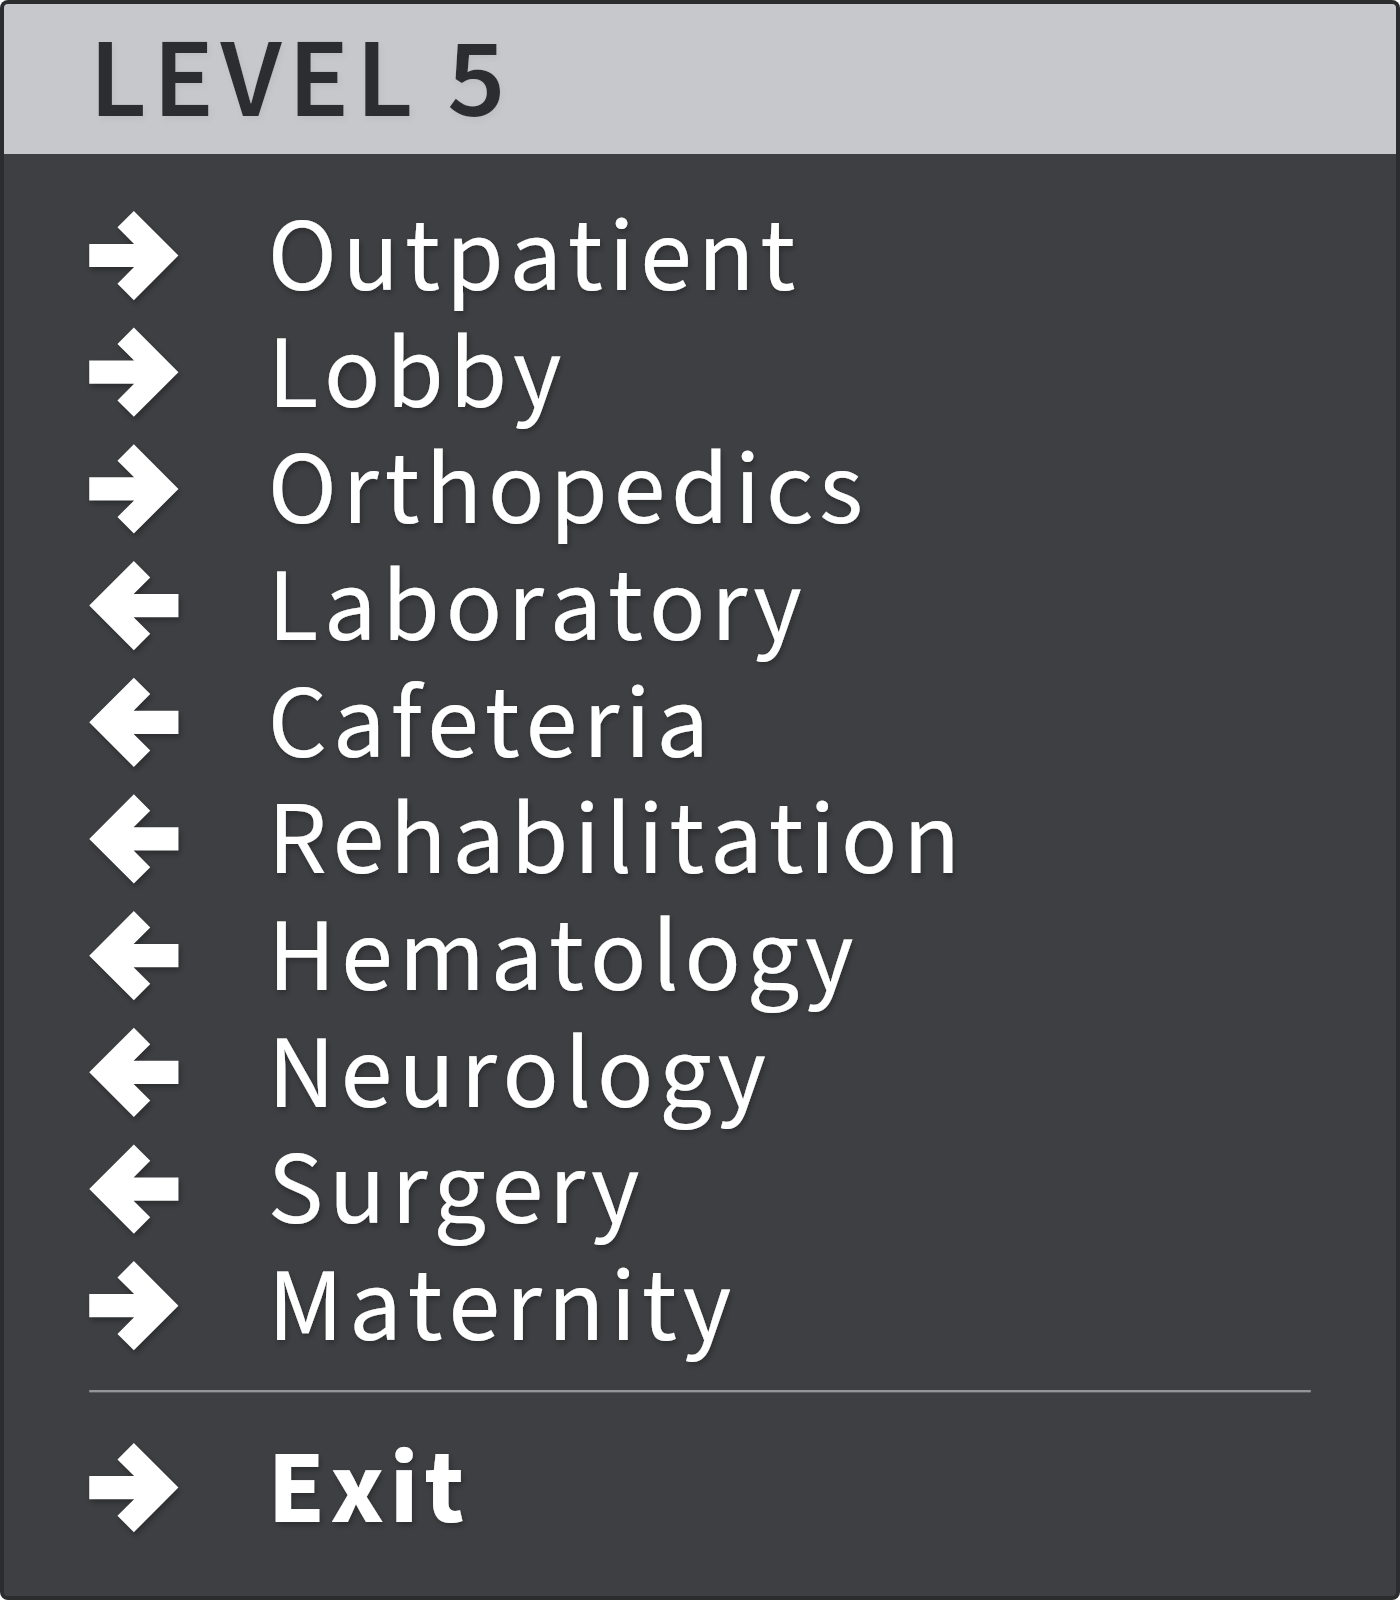 LEVEL 5
→ Outpatient
→ Lobby
→ Orthopedics
← Laboratory
← Cafeteria
← Rehabilitation
← Hematology
← Neurology
← Surgery
→ Maternity
→ Exit